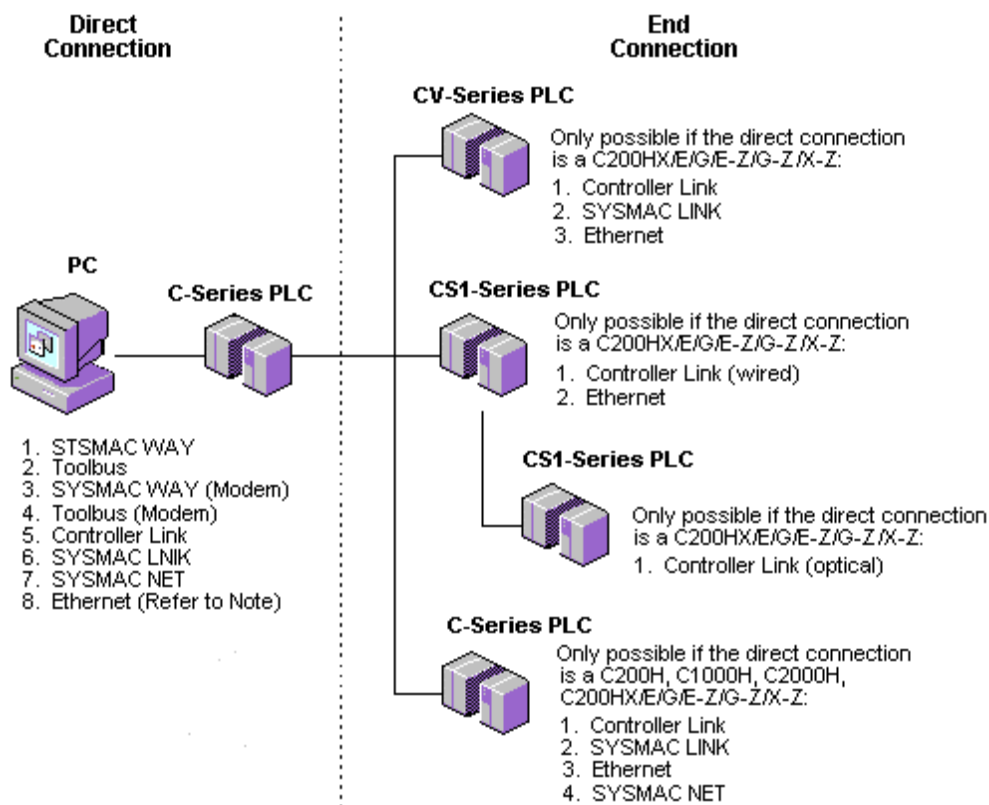 Direct
Connection
End
Connection
CV-Series PLC
Only possible if the direct connection
is a C200HX/E/G/E-Z/G-Z/X-Z:
1. Controller Link
2. SYSMAC LINK
3. Ethernet
PC
C-Series PLC
CS1-Series PLC
Only possible if the direct connection
is a C200HX/E/G/E-Z/G-Z/X-Z:
1. Controller Link (wired)
2. Ethernet
1. STSMAC WAY
2. Toolbus
3. SYSMAC WAY (Modem)
4. Toolbus (Modem)
5. Controller Link
6. SYSMAC LNIK
7. SYSMAC NET
8. Ethernet (Refer to Note)
CS1-Series PLC
Only possible if the direct connection
is a C200HX/E/G/E-Z/G-Z/X-Z:
1. Controller Link (optical)
C-Series PLC
Only possible if the direct connection
is a C200H, C1000H, C2000H,
C200HX/E/G/E-Z/G-Z/X-Z:
1. Controller Link
2. SYSMAC LINK
3. Ethernet
4. SYSMAC NET